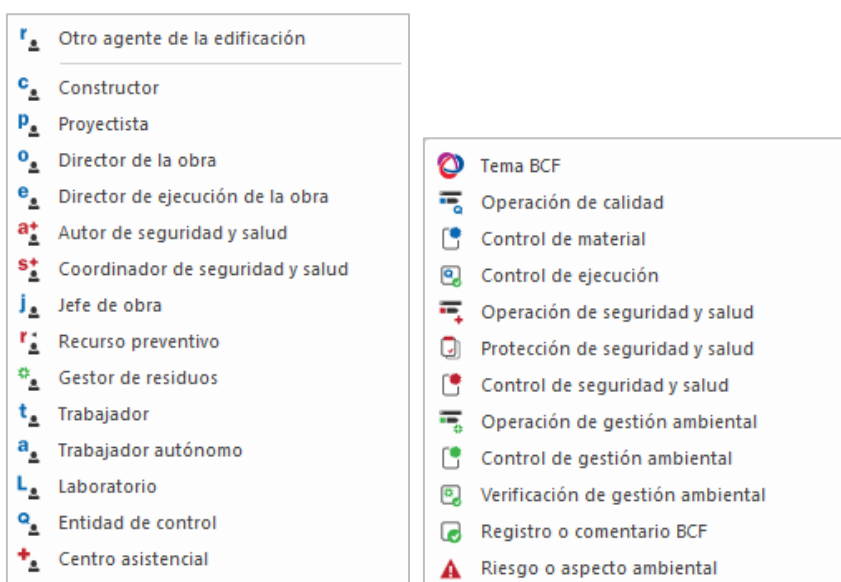 Otro agente de la edificación
Constructor
Proyectista
Director de la obra
Director de ejecución de la obra
Autor de seguridad y salud
Coordinador de seguridad y salud
Jefe de obra
Recurso preventivo
Gestor de residuos
Trabajador
Trabajador autónomo
Laboratorio
Entidad de control
Centro asistencial
Tema BCF
Operación de calidad
Control de material
Control de ejecución
Operación de seguridad y salud
Protección de seguridad y salud
Control de seguridad y salud
Operación de gestión ambiental
Control de gestión ambiental
Verificación de gestión ambiental
Registro o comentario BCF
Riesgo o aspecto ambiental